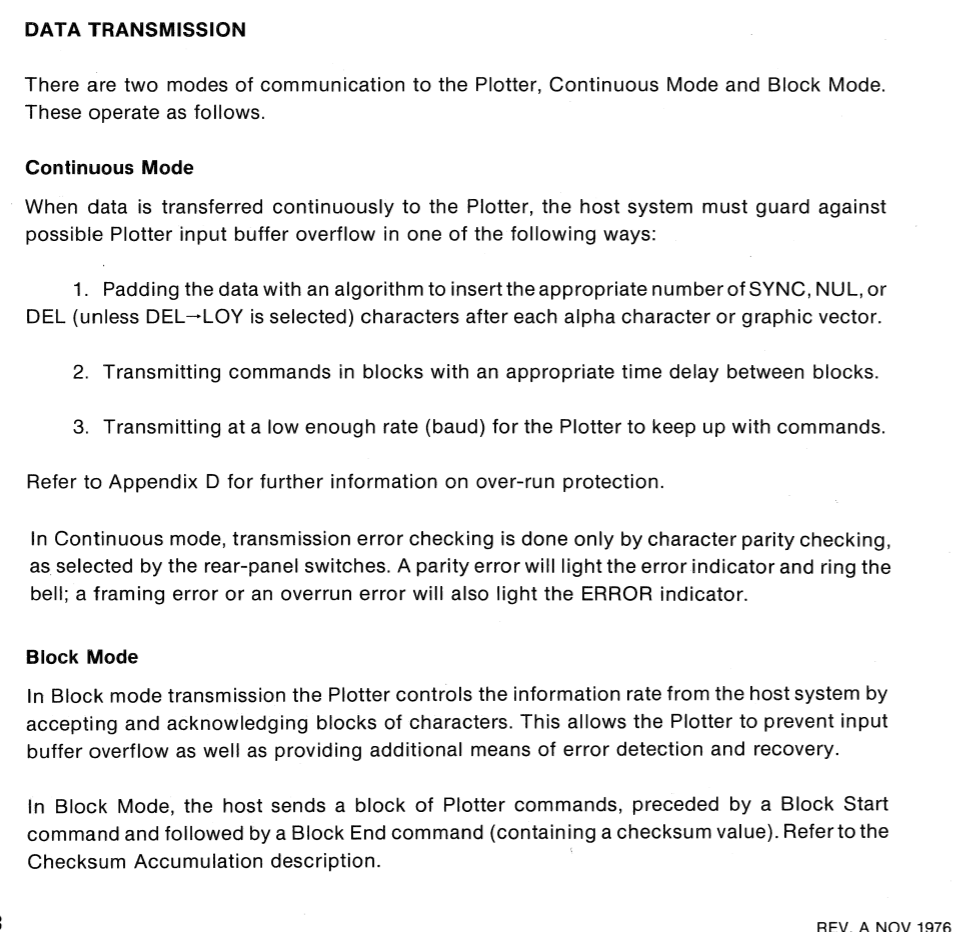 DATA TRANSMISSION
There are two modes of communication to the Plotter, Continuous Mode and Block Mode.
These operate as follows.
Continuous Mode
When data is transferred continuously to the Plotter, the host system must guard against
possible Plotter input buffer overflow in one of the following ways:
1. Padding the data with an algorithm to insert the appropriate number of SYNC, NUL, or
DEL (unless DEL→LOY is selected) characters after each alpha character or graphic vector.
2. Transmitting commands in blocks with an appropriate time delay between blocks.
3. Transmitting at a low enough rate (baud) for the Plotter to keep up with commands.
Refer to Appendix D for further information on over-run protection.
In Continuous mode, transmission error checking is done only by character parity checking,
as selected by the rear-panel switches. A parity error will light the error indicator and ring the
bell; a framing error or an overrun error will also light the ERROR indicator.
Block Mode
In Block mode transmission the Plotter controls the information rate from the host system by
accepting and acknowledging blocks of characters. This allows the Plotter to prevent input
buffer overflow as well as providing additional means of error detection and recovery.
In Block Mode, the host sends a block of Plotter commands, preceded by a Block Start
command and followed by a Block End command (containing a checksum value). Refer to the
Checksum Accumulation description.
REV. A NOV 1976